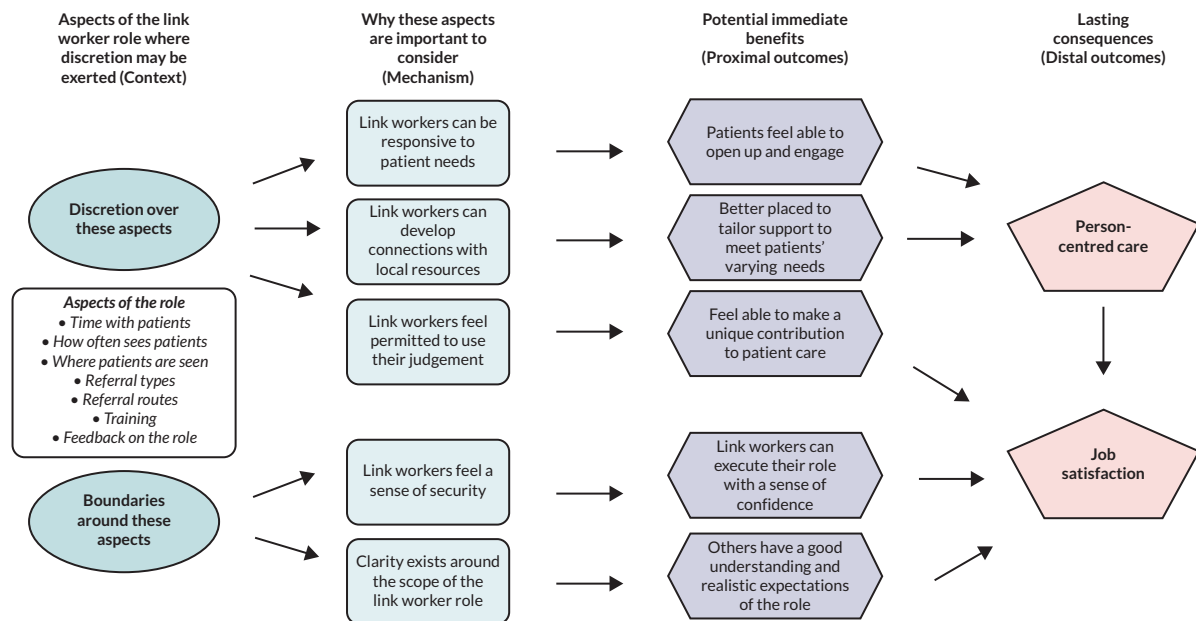 Aspects of the link
worker role where
discretion may be
exerted (Context)
Why these aspects
are important to
consider
(Mechanism)
Potential immediate
benefits
(Proximal outcomes)
Lasting
consequences
(Distal outcomes)
Discretion over
these aspects
Aspects of the role
• Time with patients
• How often sees patients
• Where patients are seen
• Referral types
• Referral routes
• Training
• Feedback on the role
Boundaries
around these
aspects
Link workers can be
responsive to
patient needs
Link workers can
develop
connections with
local resources
Link workers feel
permitted to use
their judgement
Link workers feel a
sense of security
Clarity exists around
the scope of the
link worker role
Patients feel able to
open up and engage
Better placed to
tailor support to
meet patients’
varying needs
Feel able to make a
unique contribution
to patient care
Link workers can
execute their role
with a sense of
confidence
Others have a good
understanding and
realistic expectations
of the role
Person-
centred care
Job
satisfaction